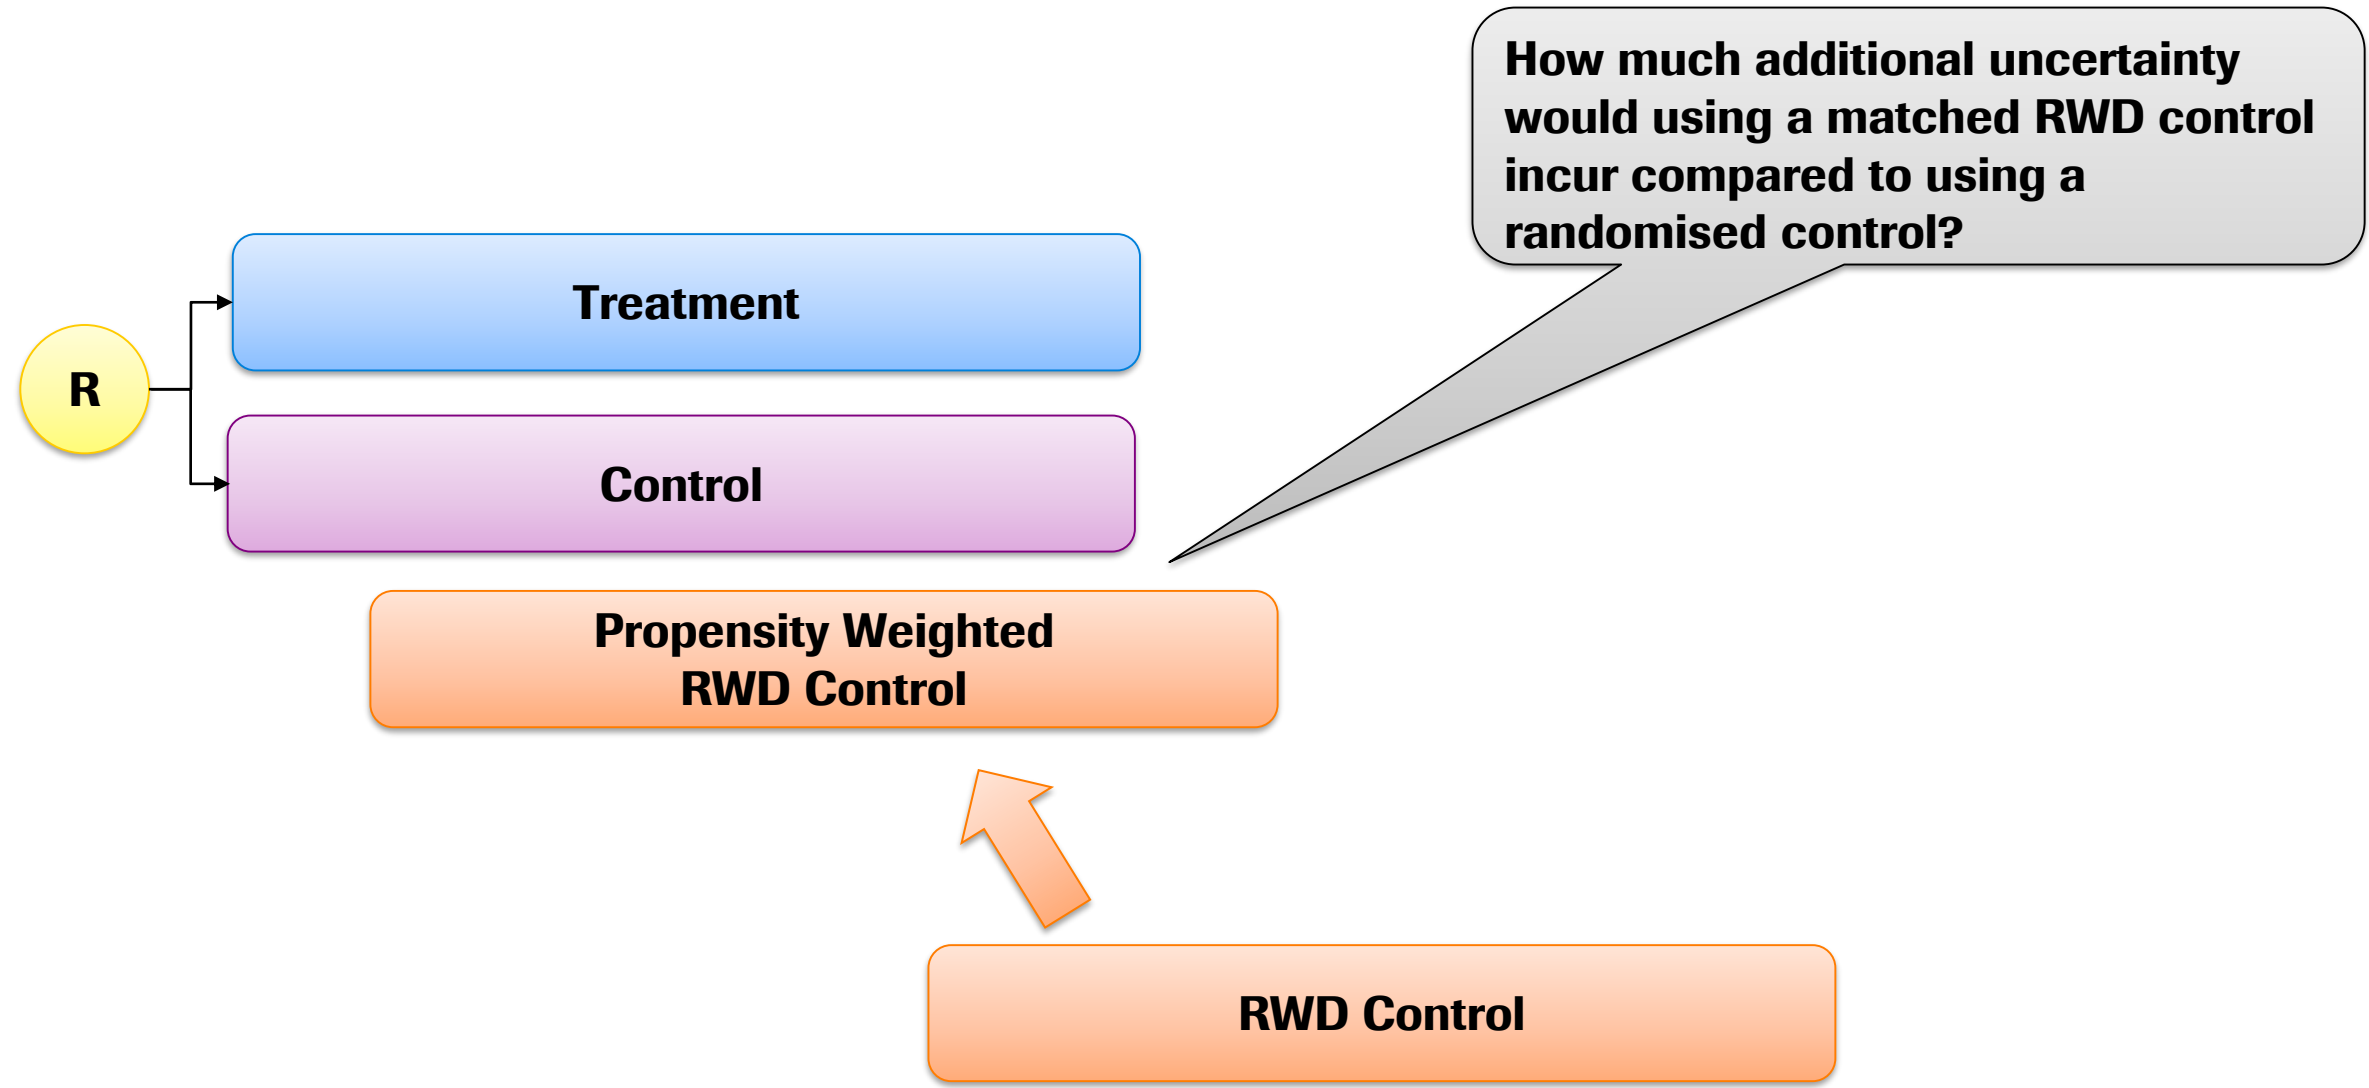 How much additional uncertainty
would using a matched RWD control
incur compared to using a
randomised control?
Treatment
R
Control
Propensity Weighted
RWD Control
RWD Control